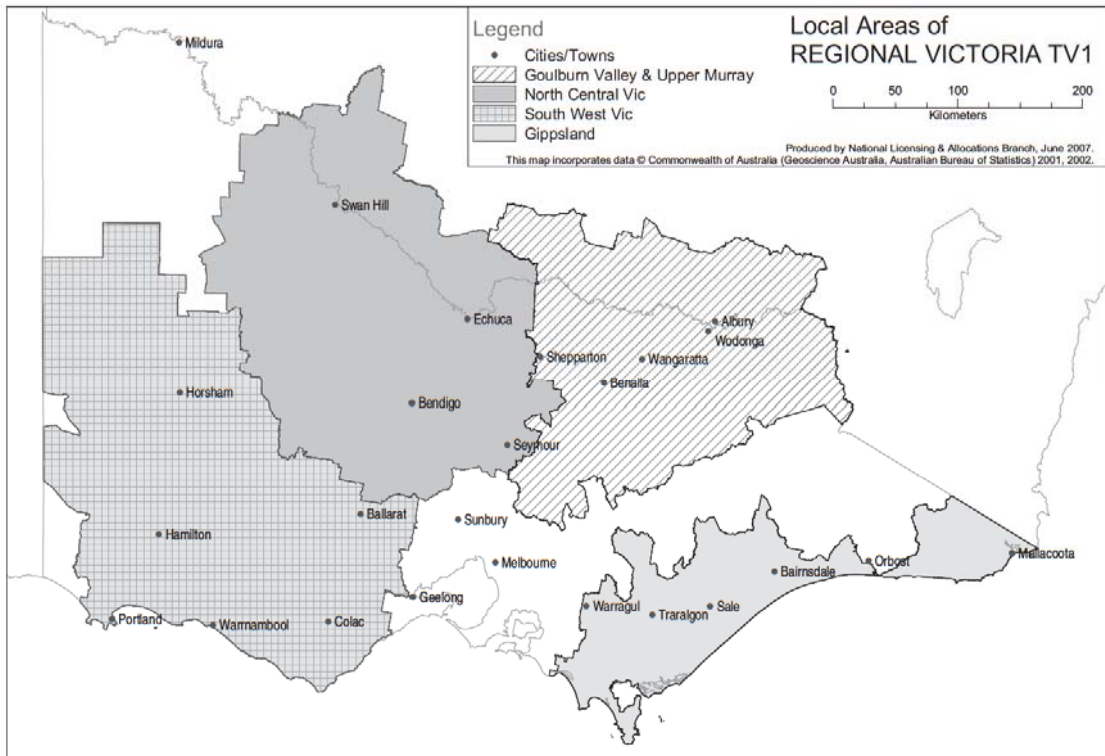 Legend
Cities/Towns
Goulburn Valley & Upper Murray
North Central Vic
South West Vic
Gippsland
Local Areas of
REGIONAL VICTORIA TV1
0 50 100 200
Kilometers
Produced by National Licensing & Allocations Branch, June 2007.
This map incorporates data © Commonwealth of Australia (Geoscience Australia, Australian Bureau of Statistics) 2001, 2002.
Mildura
Swan Hill
Echuca
Albury
Wodonga
Shepparton
Wangaratta
Benalla
Horsham
Bendigo
Seymour
Ballarat
Sunbury
Hamilton
Melbourne
Geelong
Portland
Warrnambool
Colac
Warragul
Traralgon
Sale
Bairnsdale
Orbost
Mallacoota